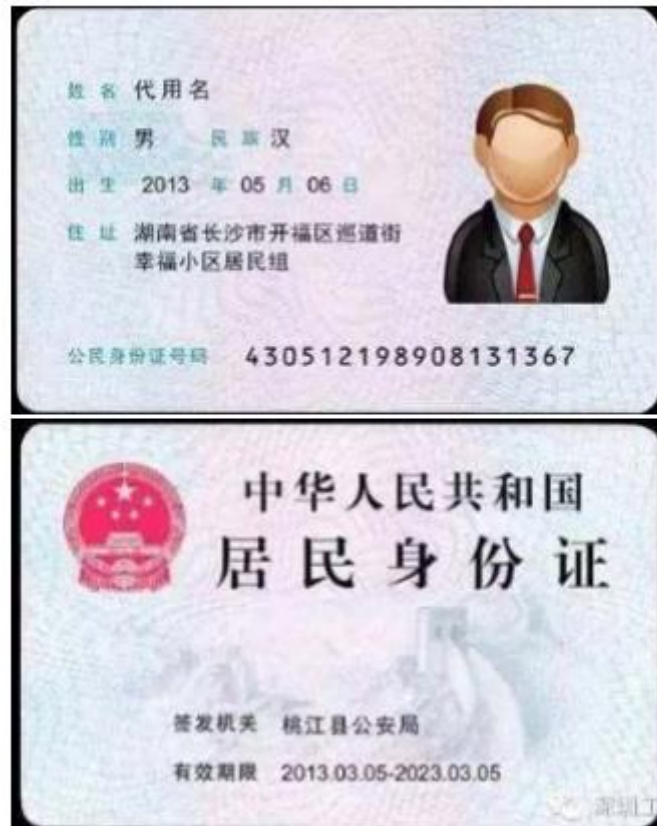 姓名 代用名
性别 男 民族 汉
出生 2013 年 05 月 06 日
住址 湖南省长沙市开福区巡道街
幸福小区居民组
公民身份证号码 430512198908131367
中华人民共和国
居民身份证
签发机关 桃江县公安局
有效期限 2013.03.05-2023.03.05
深圳工